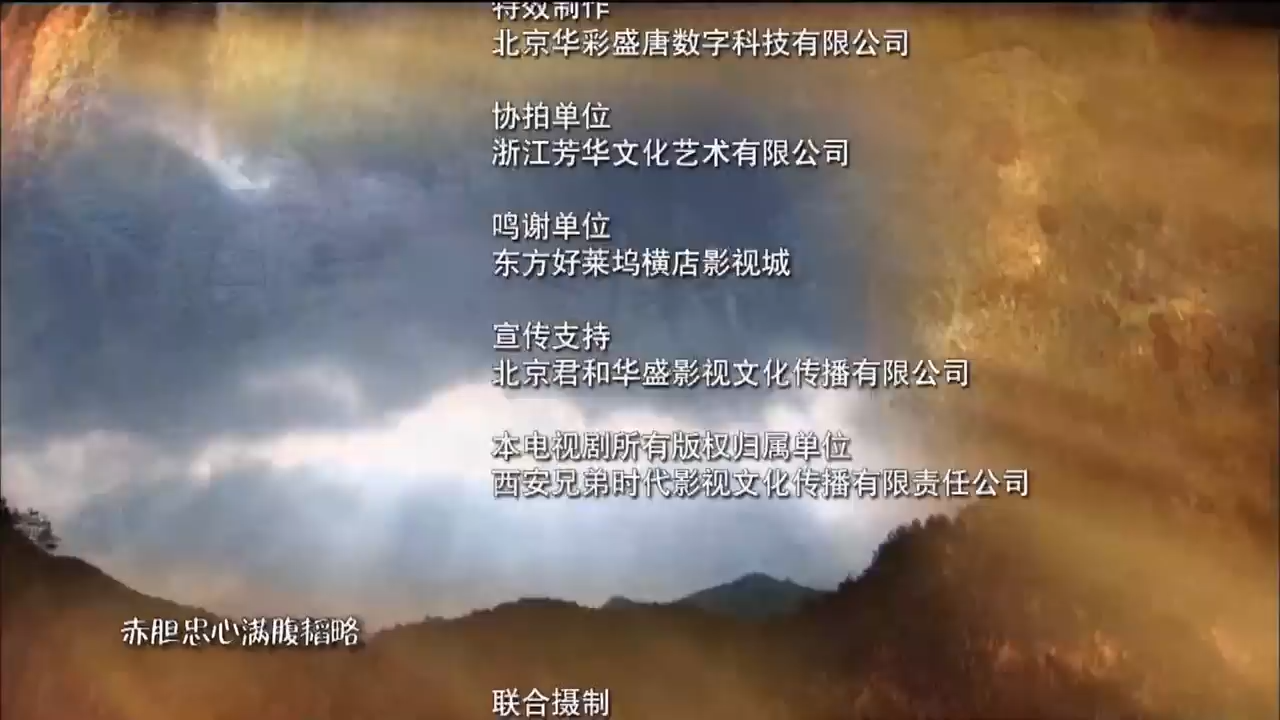 特效制作
北京华彩盛唐数字科技有限公司
协拍单位
浙江芳华文化艺术有限公司
鸣谢单位
东方好莱坞横店影视城
宣传支持
北京君和华盛影视文化传播有限公司
本电视剧所有版权归属单位
西安兄弟时代影视文化传播有限责任公司
赤胆忠心满腹韬略
联合摄制